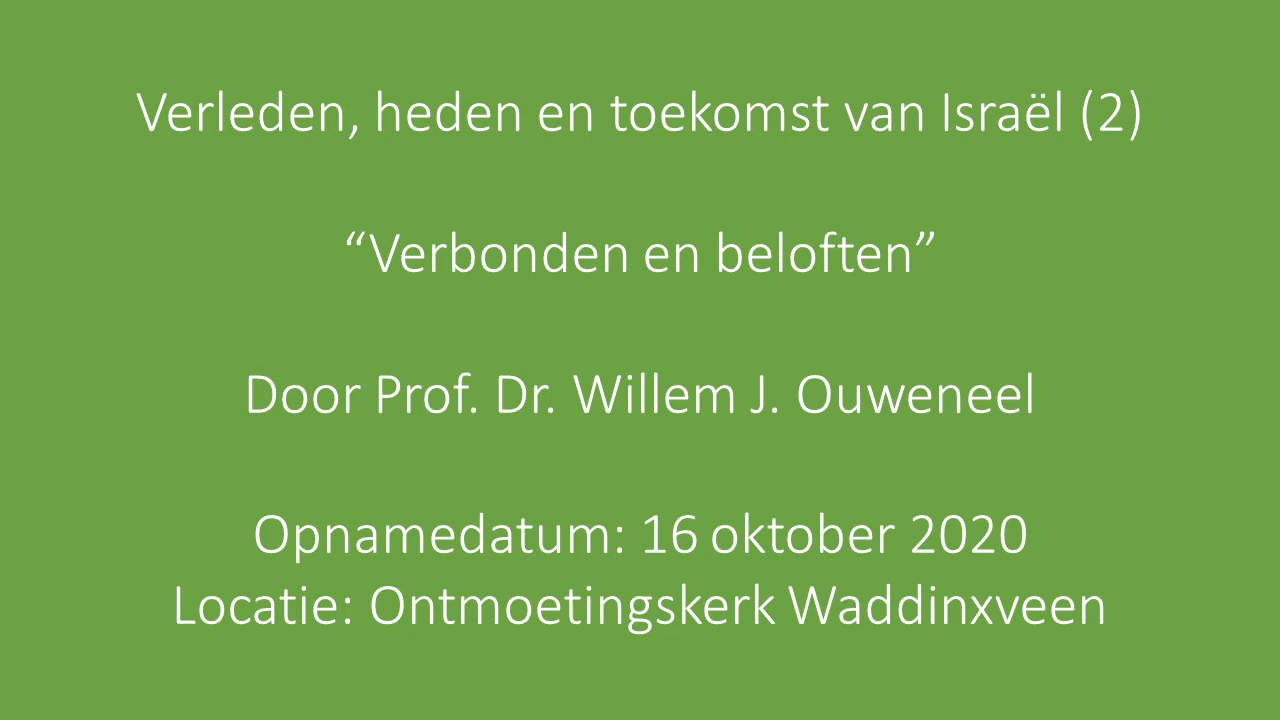 Verleden, heden en toekomst van Israël (2)
“Verbonden en beloften”
Door Prof. Dr. Willem J. Ouweneel
Opnamedatum: 16 oktober 2020
Locatie: Ontmoetingskerk Waddinxveen